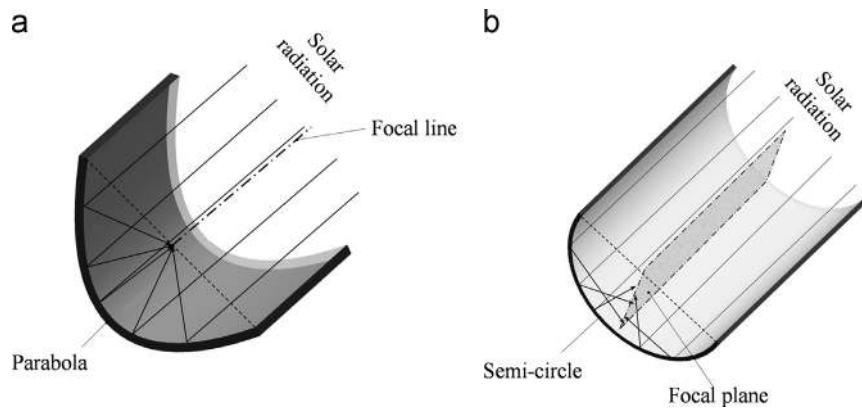 a
Solar
radiation
Focal line
Parabola
b
Solar
radiation
Semi-circle
Focal plane